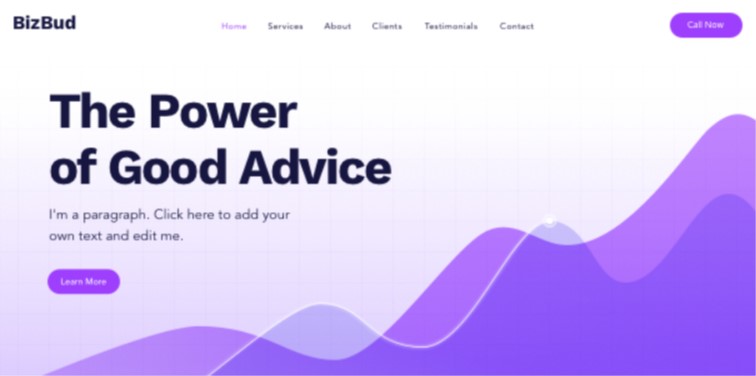 BizBud
Home Services About Clients Testimonials Contact
Call Now
The Power
of Good Advice
I'm a paragraph. Click here to add your
own text and edit me.
Learn More